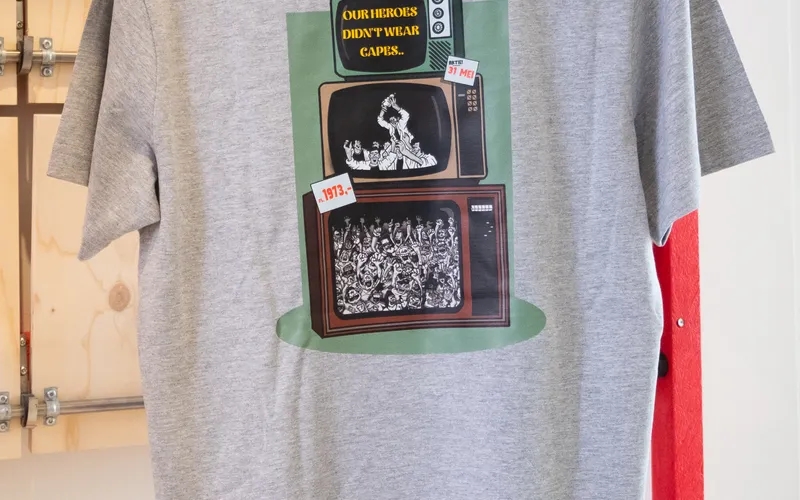 OUR HEROES
DIDN'T WEAR
CAPES..
31 MEI
1973,-